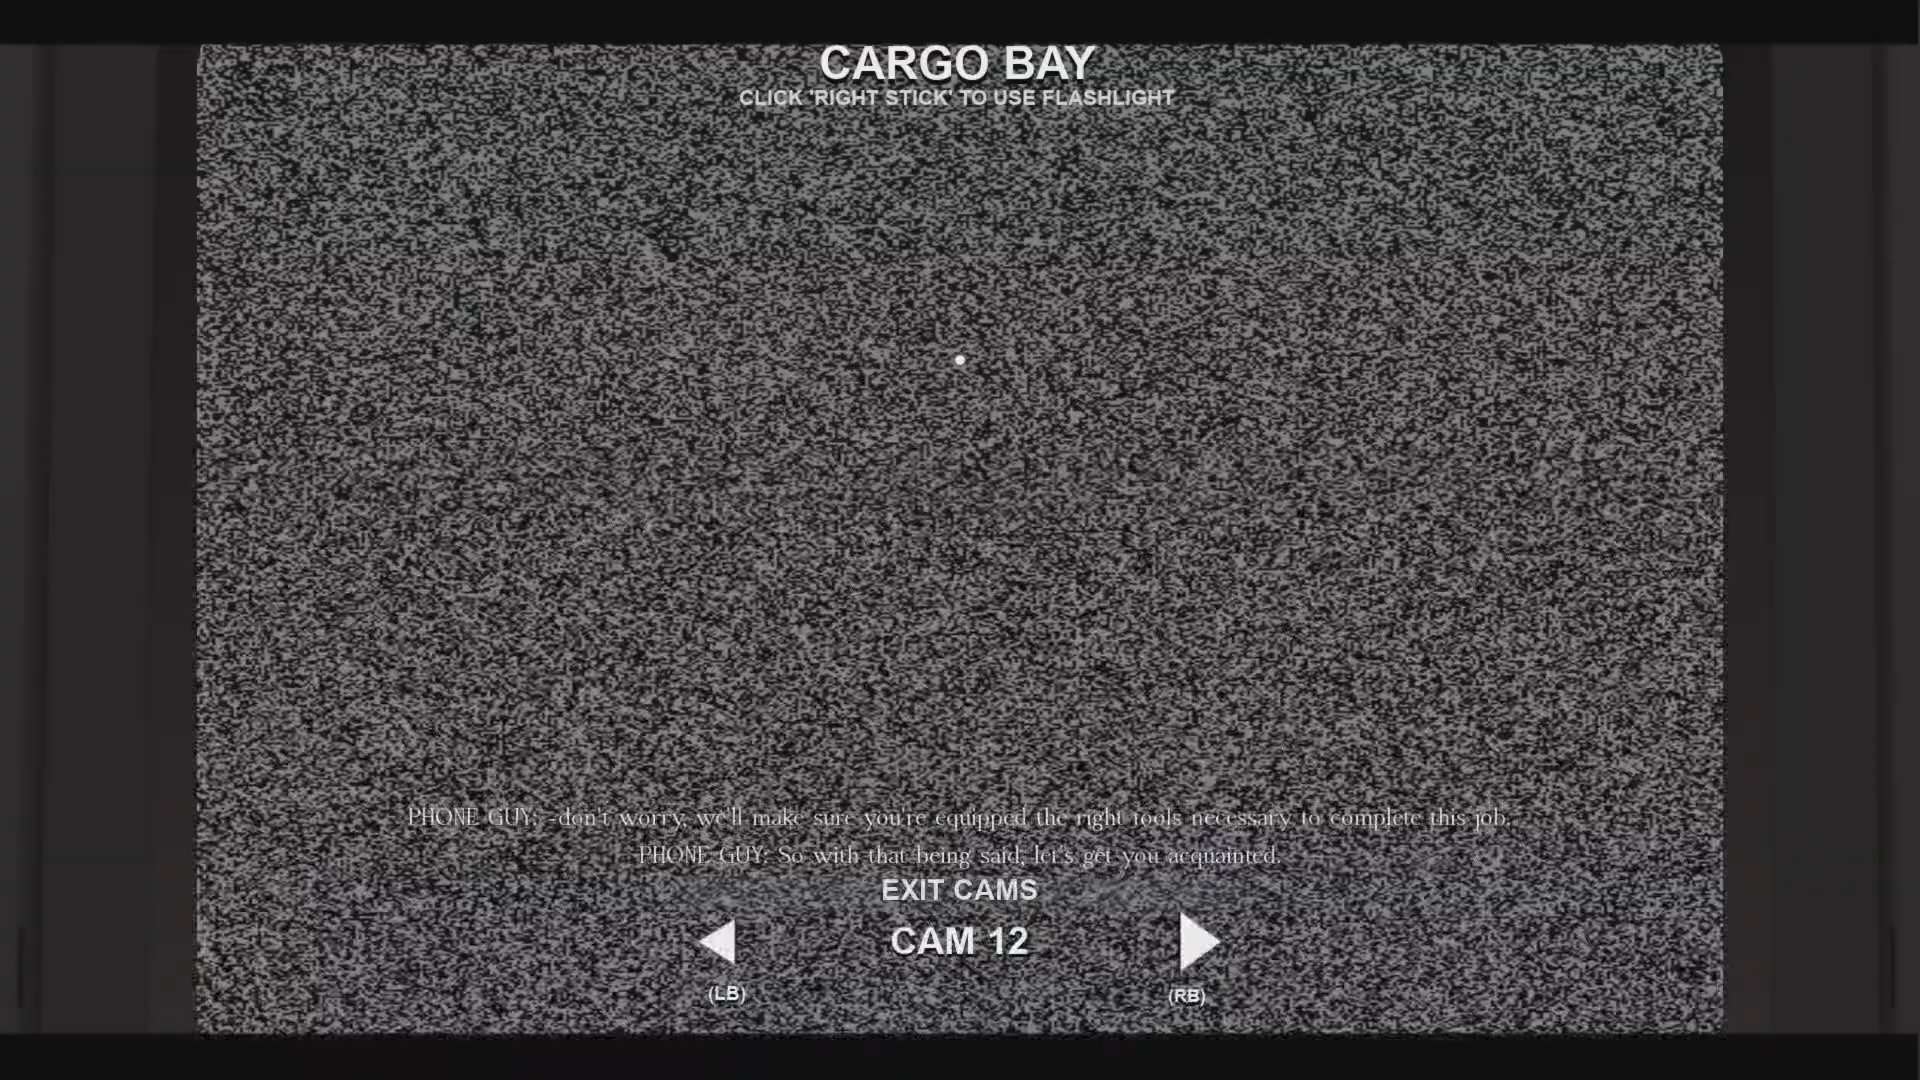 CARGO BAY
CLICK 'RIGHT STICK' TO USE FLASHLIGHT
PHONE GUY: -don't worry, we'll make sure you're equipped the right tools necessary to complete this job.
PHONE GUY: So with that being said, let's get you acquainted.
EXIT CAMS
CAM 12
(LB) (RB)